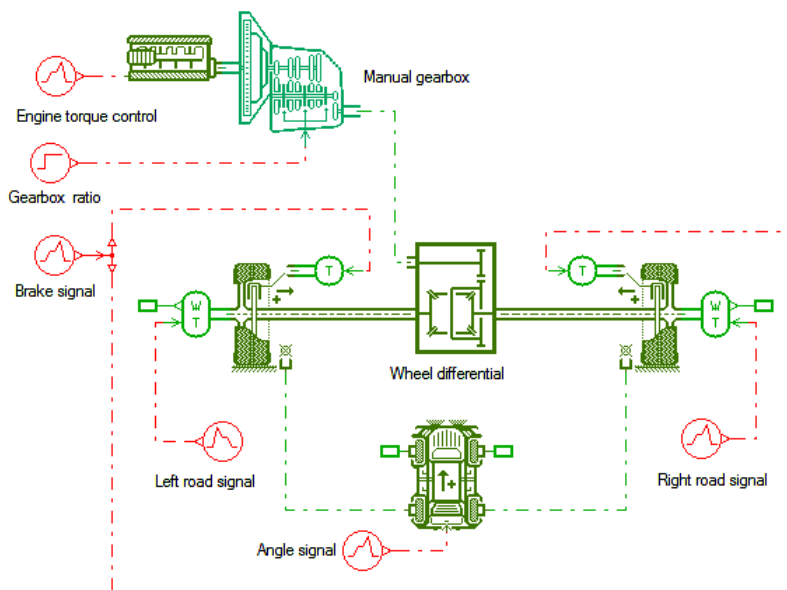 Manual gearbox
Engine torque control
Gearbox ratio
Brake signal
T
T
W
T
W
T
Wheel differential
Left road signal
Right road signal
Angle signal